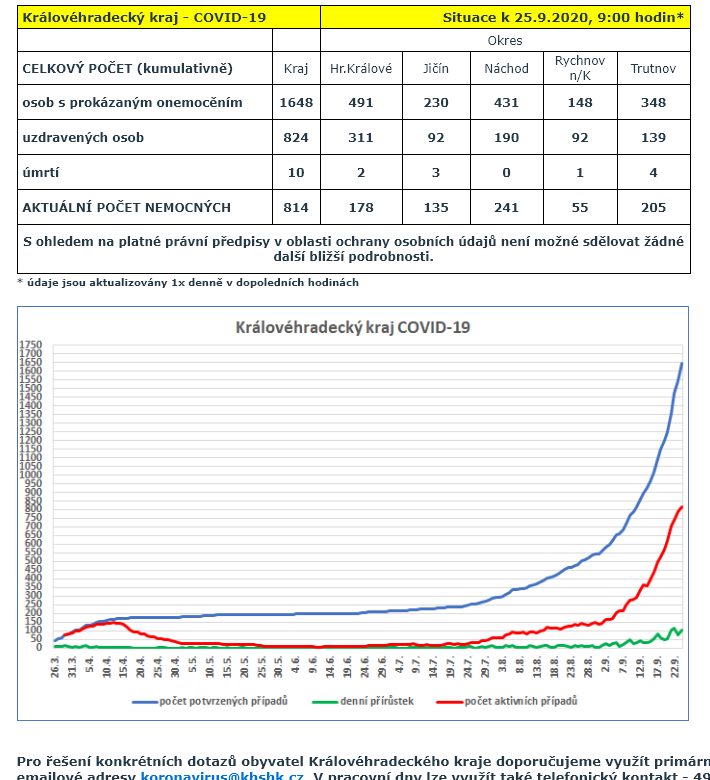 Královéhradecký kraj - COVID-19 Situace k 25.9.2020, 9:00 hodin*
Okres
CELKOVÝ POČET (kumulativně) Kraj Hr.Králové Jičín Náchod Rychnov n/K Trutnov
osob s prokázaným onemocěním 1648 491 230 431 148 348
uzdravených osob 824 311 92 190 92 139
úmrtí 10 2 3 0 1 4
AKTUÁLNÍ POČET NEMOCNÝCH 814 178 135 241 55 205
S ohledem na platné právní předpisy v oblasti ochrany osobních údajů není možné sdělovat žádné
další bližší podrobnosti.
* údaje jsou aktualizovány 1x denně v dopoledních hodinách
Královéhradecký kraj COVID-19
1750
1700
1650
1600
1550
1500
1450
1400
1350
1300
1250
1200
1150
1100
1050
1000
950
900
850
800
750
700
650
600
550
500
450
400
350
300
250
200
150
100
50
0
26.3. 31.3. 5.4. 10.4. 15.4. 20.4. 25.4. 30.4. 5.5. 10.5. 15.5. 20.5. 25.5. 30.5. 4.6. 9.6. 14.6. 19.6. 24.6. 29.6. 4.7. 9.7. 14.7. 19.7. 24.7. 29.7. 3.8. 8.8. 13.8. 18.8. 23.8. 28.8. 2.9. 7.9. 12.9. 17.9. 22.9.
počet potvrzených případů denní přírůstek počet aktivních případů
Pro řešení konkrétních dotazů obyvatel Královéhradeckého kraje doporučujeme využít primárn
emailové adresy koronavirus@khshk.cz. V pracovní dny lze využít také telefonický kontakt - 49